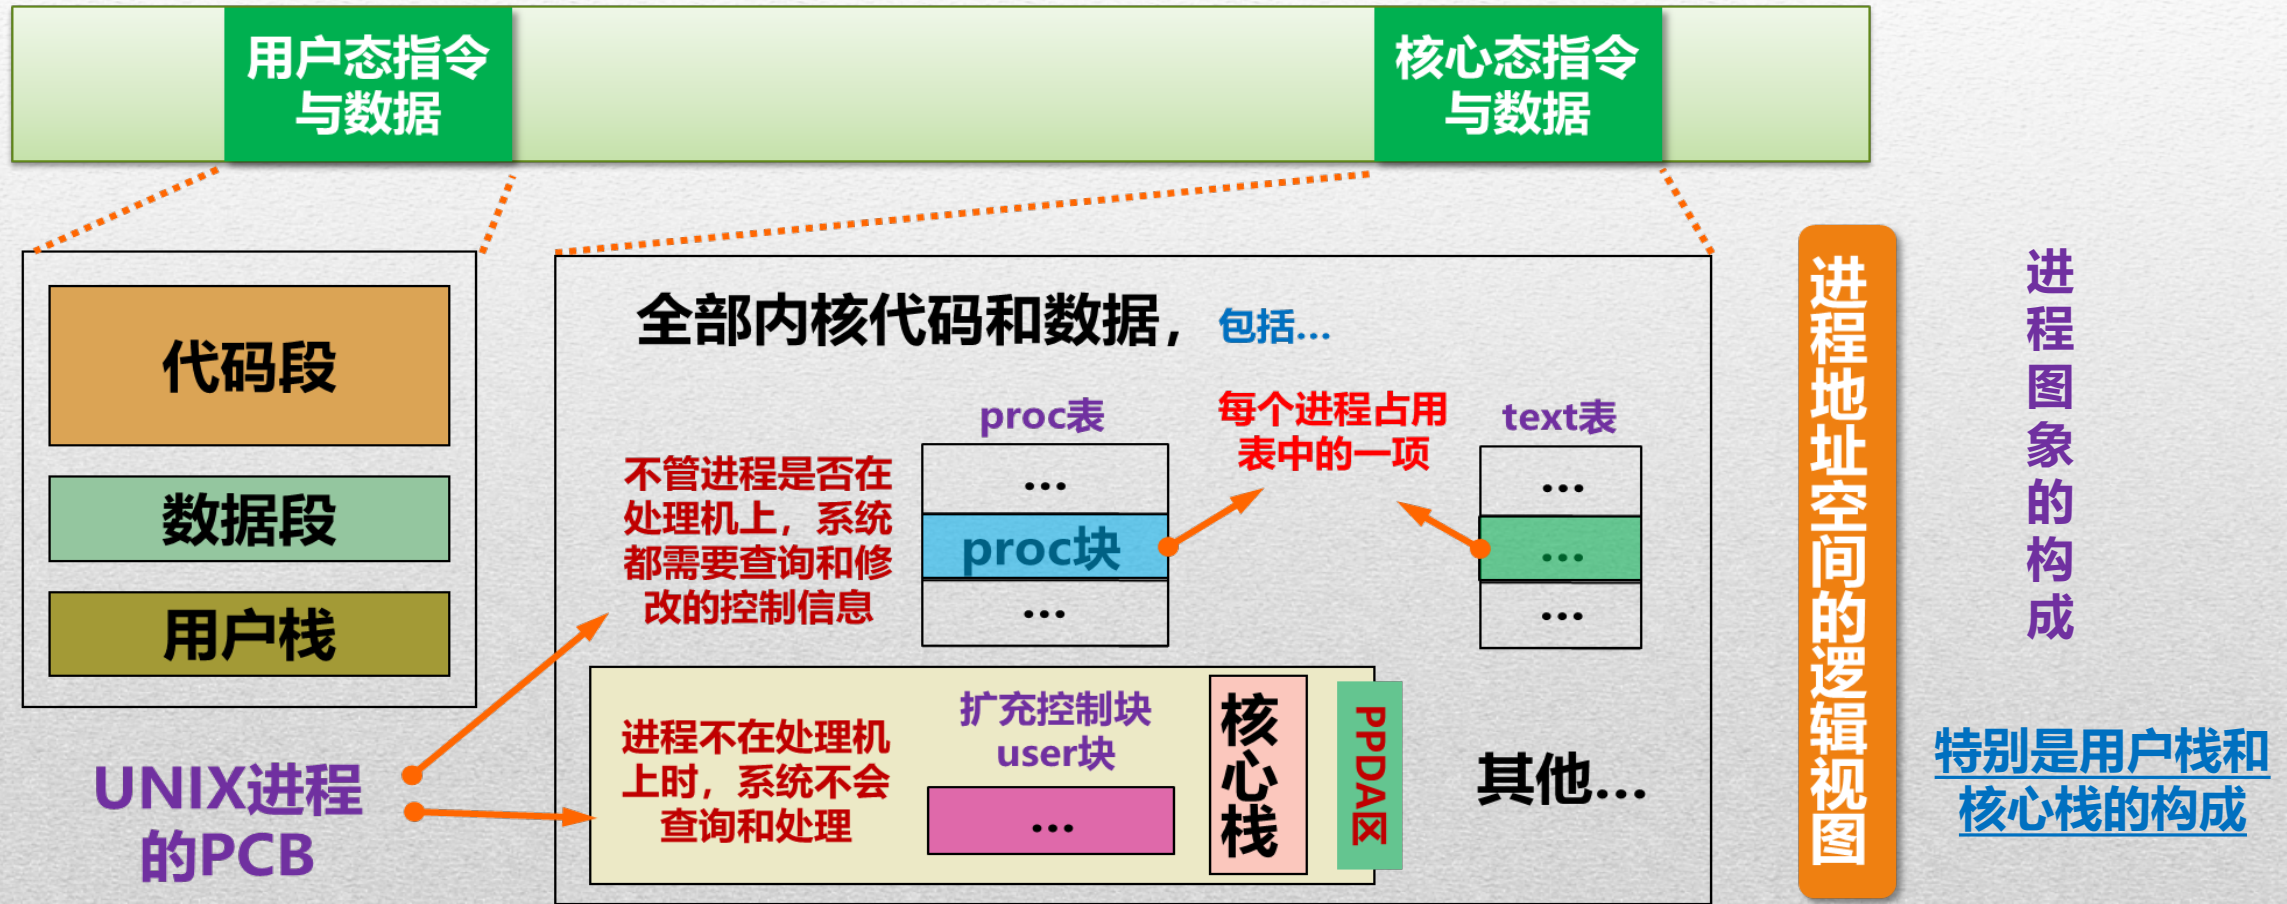 用户态指令
与数据
核心态指令
与数据
代码段
数据段
用户栈
UNIX进程
的PCB
全部内核代码和数据，包括...
proc表
...
proc块
...
每个进程占用
表中的一项
text表
...
...
...
不管进程是否在
处理机上，系统
都需要查询和修
改的控制信息
进程不在处理机
上时，系统不会
查询和处理
扩充控制块
user块
...
核心栈
PPDA区
其他...
进程地址空间的逻辑视图
进程图象的构成
特别是用户栈和
核心栈的构成